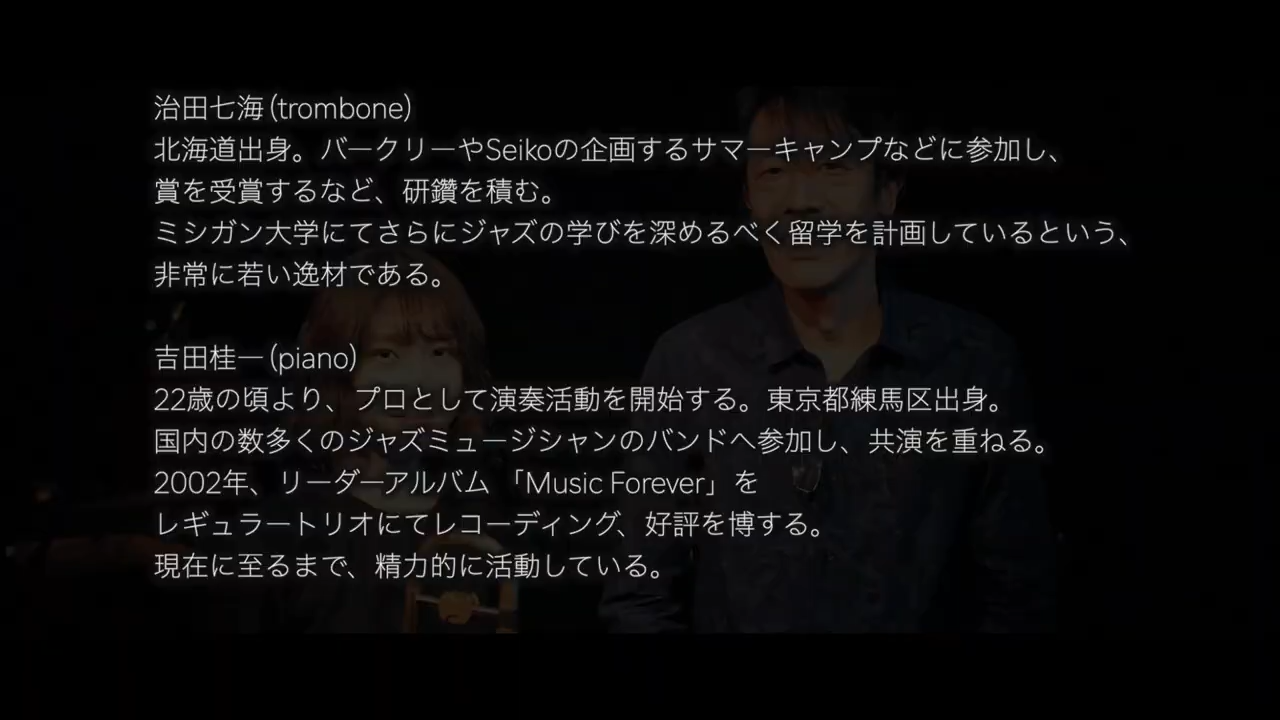 治田七海(trombone)
北海道出身。バークリーやSeikoの企画するサマーキャンプなどに参加し、
賞を受賞するなど、研鑽を積む。
ミシガン大学にてさらにジャズの学びを深めるべく留学を計画しているという、
非常に若い逸材である。
吉田桂一(piano)
22歳の頃より、プロとして演奏活動を開始する。東京都練馬区出身。
国内の数多くのジャズミュージシャンのバンドへ参加し、共演を重ねる。
2002年、リーダーアルバム「Music Forever」を
レギュラートリオにてレコーディング、好評を博する。
現在に至るまで、精力的に活動している。